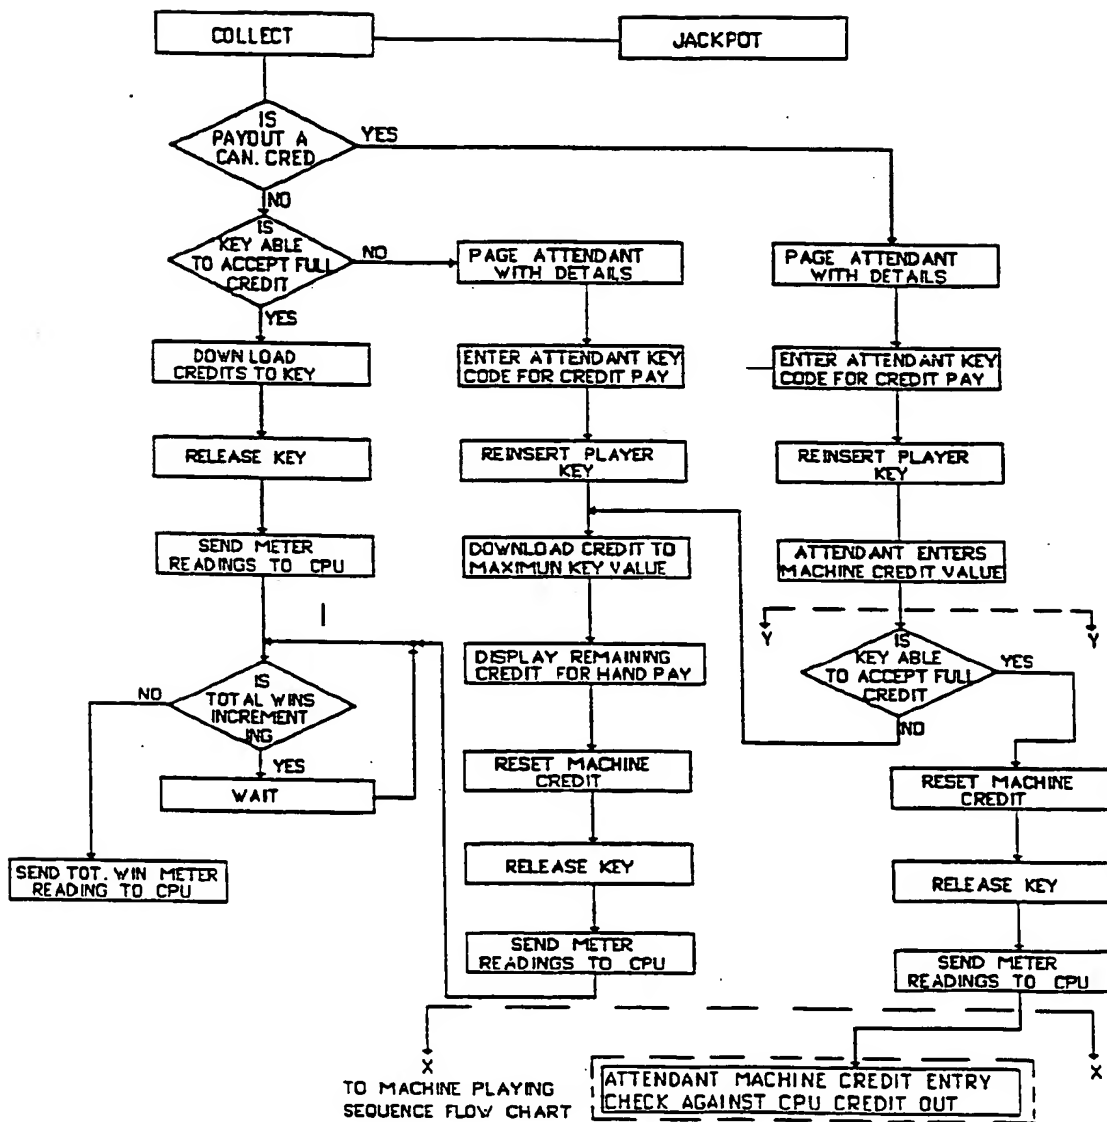 COLLECT
JACKPOT
IS
PAYOUT A
CAN. CRED
YES
NO
IS
KEY ABLE
TO ACCEPT FULL
CREDIT
NO
YES
PAGE ATTENDANT
WITH DETAILS
PAGE ATTENDANT
WITH DETAILS
DOWN LOAD
CREDITS TO KEY
ENTER ATTENDANT KEY
CODE FOR CREDIT PAY
ENTER ATTENDANT KEY
CODE FOR CREDIT PAY
RELEASE KEY
REINSERT PLAYER
KEY
REINSERT PLAYER
KEY
SEND METER
READINGS TO CPU
DOWNLOAD CREDIT TO
MAXIMUN KEY VALUE
ATTENDANT ENTERS
MACHINE CREDIT VALUE
Y
Y
IS
KEY ABLE
TO ACCEPT FULL
CREDIT
YES
NO
DISPLAY REMAINING
CREDIT FOR HAND PAY
NO
IS
TOTAL WINS
INCREMENT
ING
YES
WAIT
RESET MACHINE
CREDIT
RESET MACHINE
CREDIT
SEND TOT. WIN METER
READING TO CPU
RELEASE KEY
RELEASE KEY
SEND METER
READINGS TO CPU
SEND METER
READINGS TO CPU
X
X
TO MACHINE PLAYING
SEQUENCE FLOW CHART
ATTENDANT MACHINE CREDIT ENTRY
CHECK AGAINST CPU CREDIT OUT